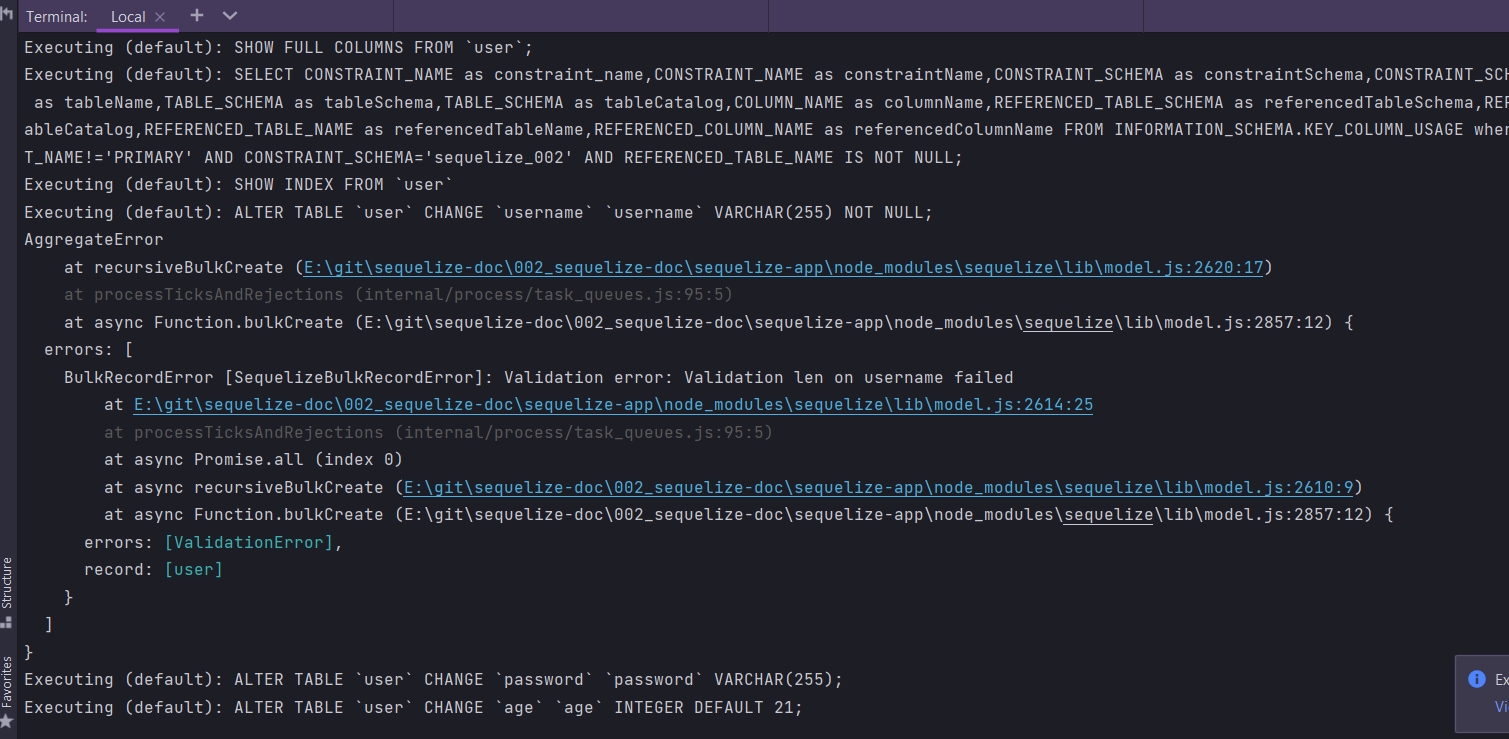 Terminal: Local × +
Executing (default): SHOW FULL COLUMNS FROM `user`;
Executing (default): SELECT CONSTRAINT_NAME as constraint_name,CONSTRAINT_NAME as constraintName,CONSTRAINT_SCHEMA as constraintSchema,CONSTRAINT_SCH
as tableName,TABLE_SCHEMA as tableSchema,TABLE_SCHEMA as tableCatalog,COLUMN_NAME as columnName,REFERENCED_TABLE_SCHEMA as referencedTableSchema,REF
ableCatalog,REFERENCED_TABLE_NAME as referencedTableName,REFERENCED_COLUMN_NAME as referencedColumnName FROM INFORMATION_SCHEMA.KEY_COLUMN_USAGE wher
T_NAME!='PRIMARY' AND CONSTRAINT_SCHEMA='sequelize_002' AND REFERENCED_TABLE_NAME IS NOT NULL;
Executing (default): SHOW INDEX FROM `user`
Executing (default): ALTER TABLE `user` CHANGE `username` `username` VARCHAR(255) NOT NULL;
AggregateError
at recursiveBulkCreate (E:\git\sequelize-doc\002_sequelize-doc\sequelize-app\node_modules\sequelize\lib\model.js:2620:17)
at processTicksAndRejections (internal/process/task_queues.js:95:5)
at async Function.bulkCreate (E:\git\sequelize-doc\002_sequelize-doc\sequelize-app\node_modules\sequelize\lib\model.js:2857:12) {
errors: [
BulkRecordError [SequelizeBulkRecordError]: Validation error: Validation len on username failed
at E:\git\sequelize-doc\002_sequelize-doc\sequelize-app\node_modules\sequelize\lib\model.js:2614:25
at processTicksAndRejections (internal/process/task_queues.js:95:5)
at async Promise.all (index 0)
at async recursiveBulkCreate (E:\git\sequelize-doc\002_sequelize-doc\sequelize-app\node_modules\sequelize\lib\model.js:2610:9)
at async Function.bulkCreate (E:\git\sequelize-doc\002_sequelize-doc\sequelize-app\node_modules\sequelize\lib\model.js:2857:12) {
errors: [ValidationError],
record: [user]
}
]
}
Executing (default): ALTER TABLE `user` CHANGE `password` `password` VARCHAR(255);
Executing (default): ALTER TABLE `user` CHANGE `age` `age` INTEGER DEFAULT 21;
Structure
Favorites
Ex
Vi